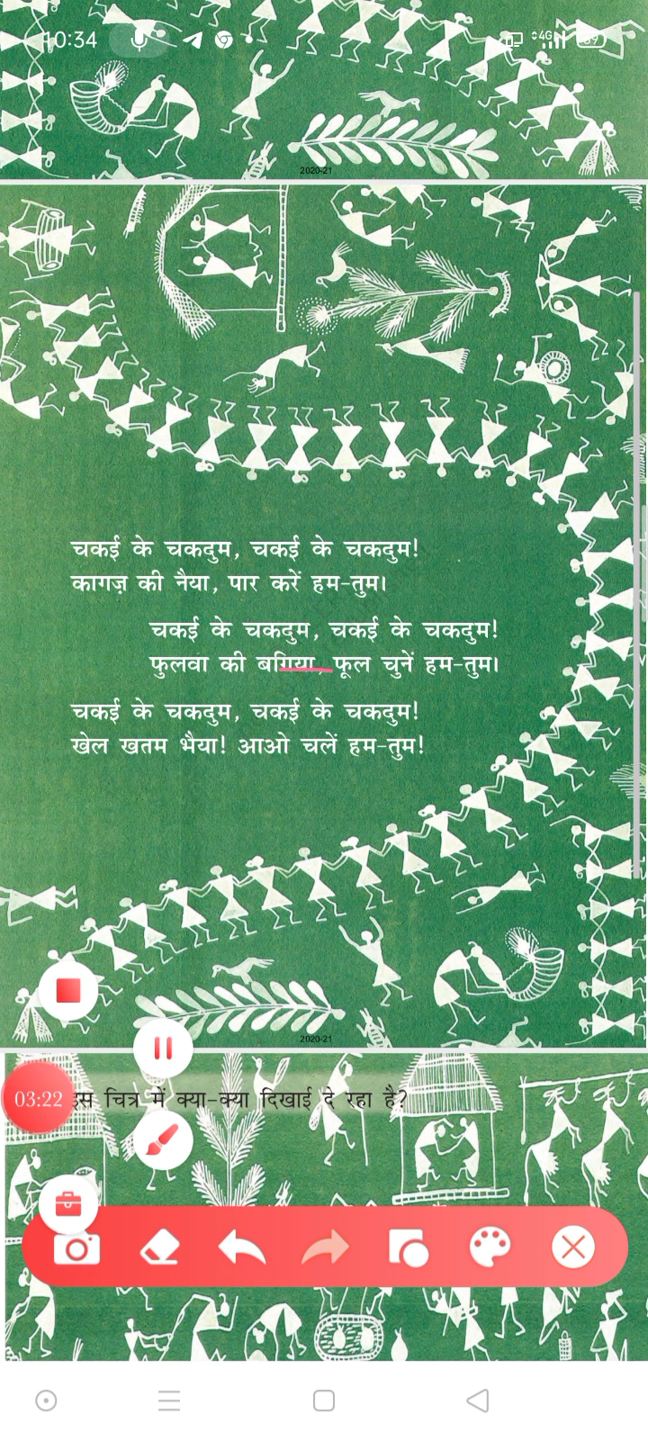 10:34
4G
2020-21
चकई के चकदुम, चकई के चकदुम!
कागज़ की नैया, पार करें हम-तुम।
चकई के चकदुम, चकई के चकदुम!
फुलवा की बगिया, फूल चुनें हम-तुम।
चकई के चकदुम, चकई के चकदुम!
खेल खतम भैया! आओ चलें हम-तुम!
2020-21
03:22
इस चित्र में क्या-क्या दिखाई दे रहा है?